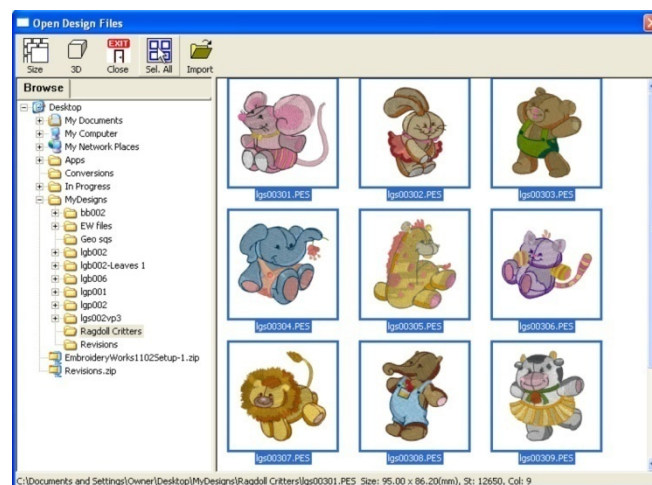 Open Design Files
Size
3D
EXIT
Close
Sel. All
Import
Browse
Desktop
My Documents
My Computer
My Network Places
Apps
Conversions
In Progress
MyDesigns
bb002
EW files
Geo sqs
lgb002
lgb002-Leaves 1
lgb006
lgp001
lgp002
lgs002vp3
Ragdoll Critters
Revisions
EmbroideryWorks1102Setup-1.zip
Revisions.zip
lgs00301.PES
lgs00302.PES
lgs00303.PES
lgs00304.PES
lgs00305.PES
lgs00306.PES
lgs00307.PES
lgs00308.PES
lgs00309.PES
C:\Documents and Settings\Owner\Desktop\MyDesigns\Ragdoll Critters\lgs00301.PES Size: 95.00 x 86.20(mm), St: 12650, Col: 9